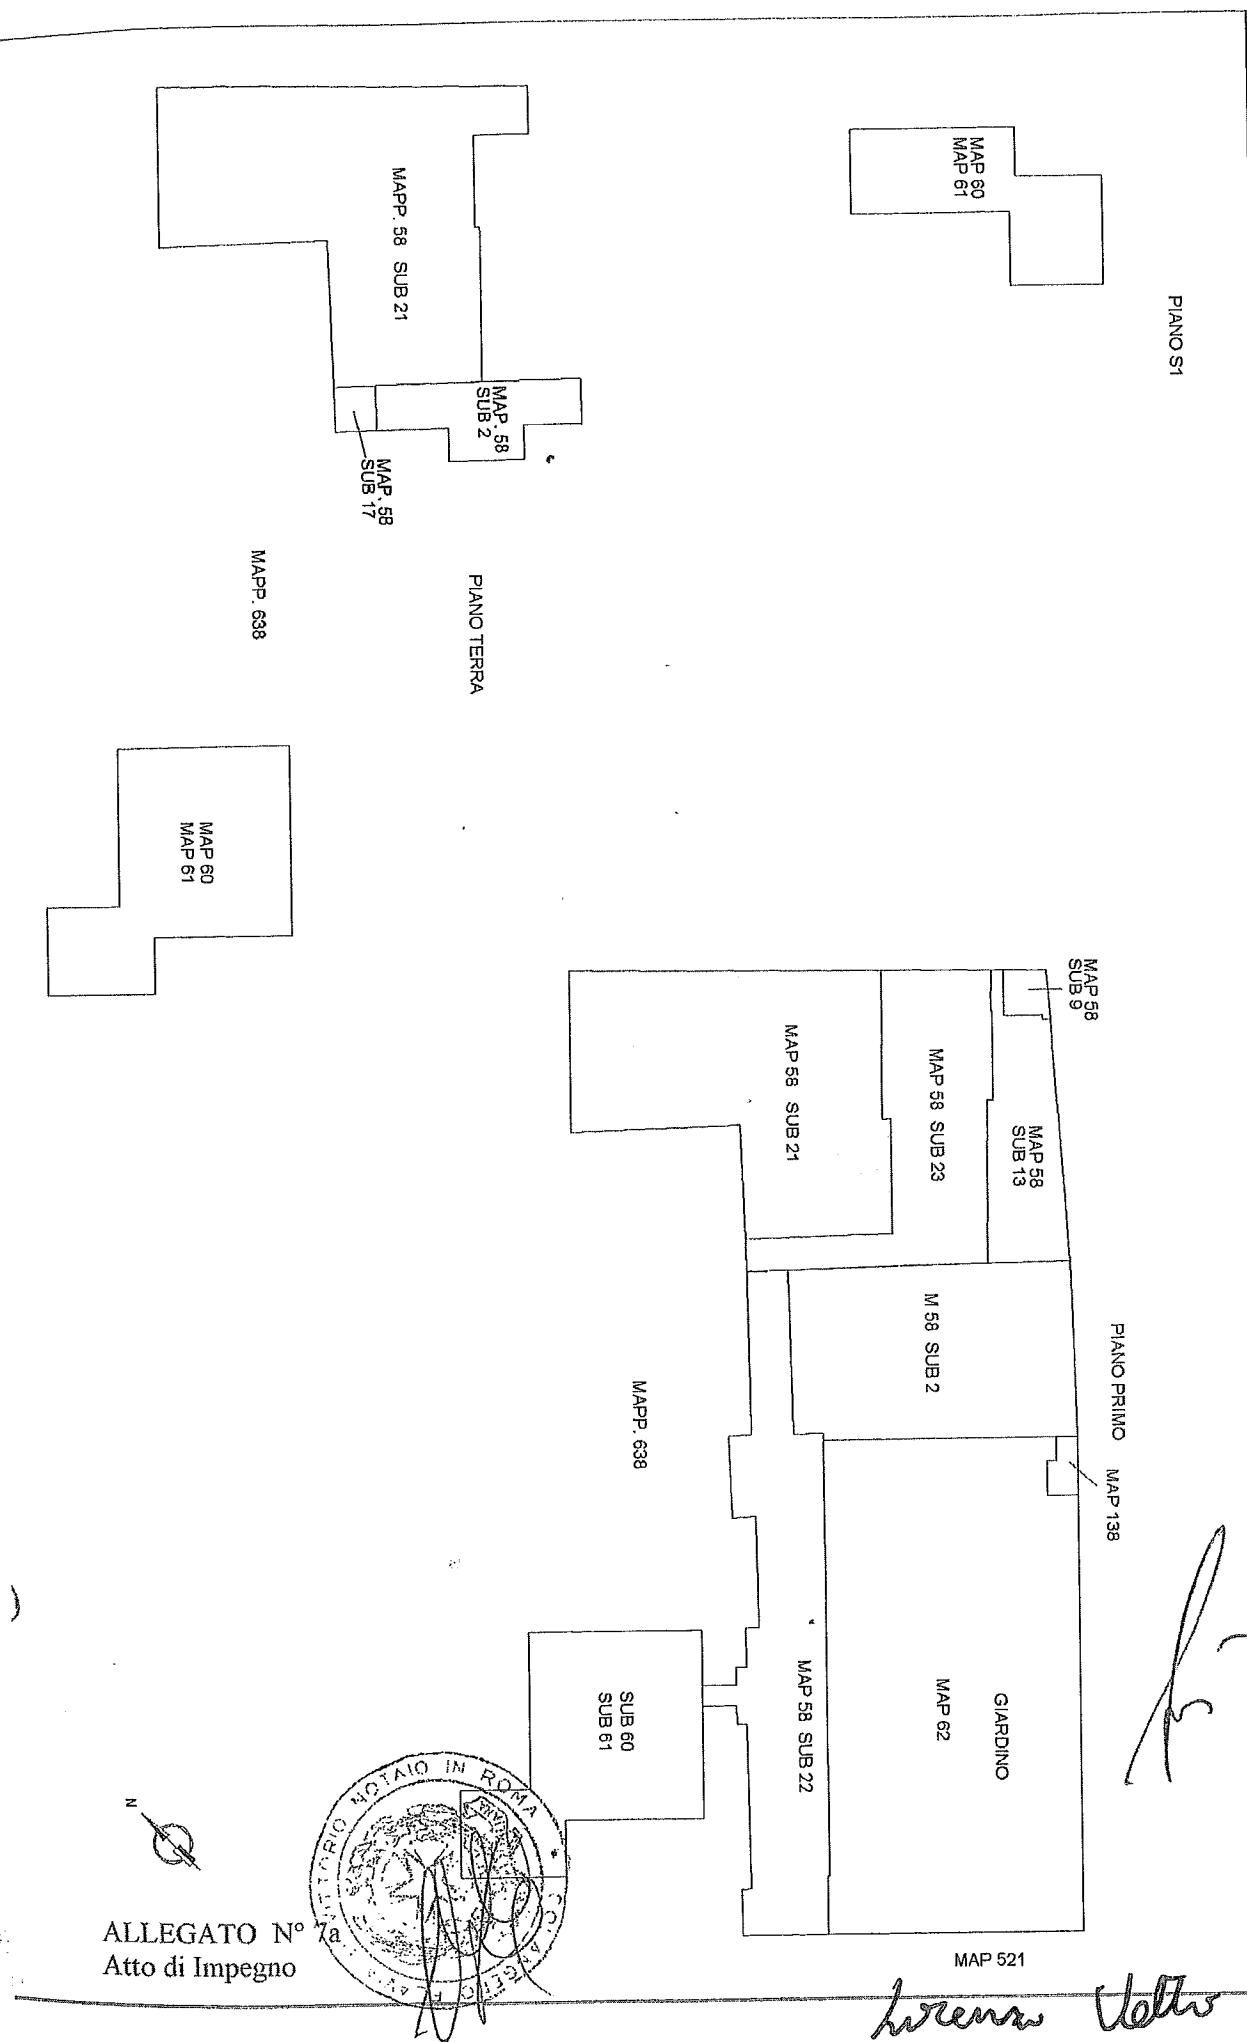 PIANO S1
MAP 60
MAP 61
MAPP. 58 SUB 21
MAP. 58
SUB 2
MAP. 58
SUB 17
PIANO TERRA
MAPP. 638
MAP 60
MAP 61
PIANO PRIMO
MAP 58
SUB 9
MAP 58
SUB 13
MAP 58 SUB 23
MAP 58 SUB 21
M 58 SUB 2
MAP 138
MAPP. 638
GIARDINO
MAP 62
MAP 58 SUB 22
SUB 60
SUB 61
MAP 521
N
NOTAIO IN ROMA *
ALLEGATO N° 7a
Atto di Impegno
Lorenzo